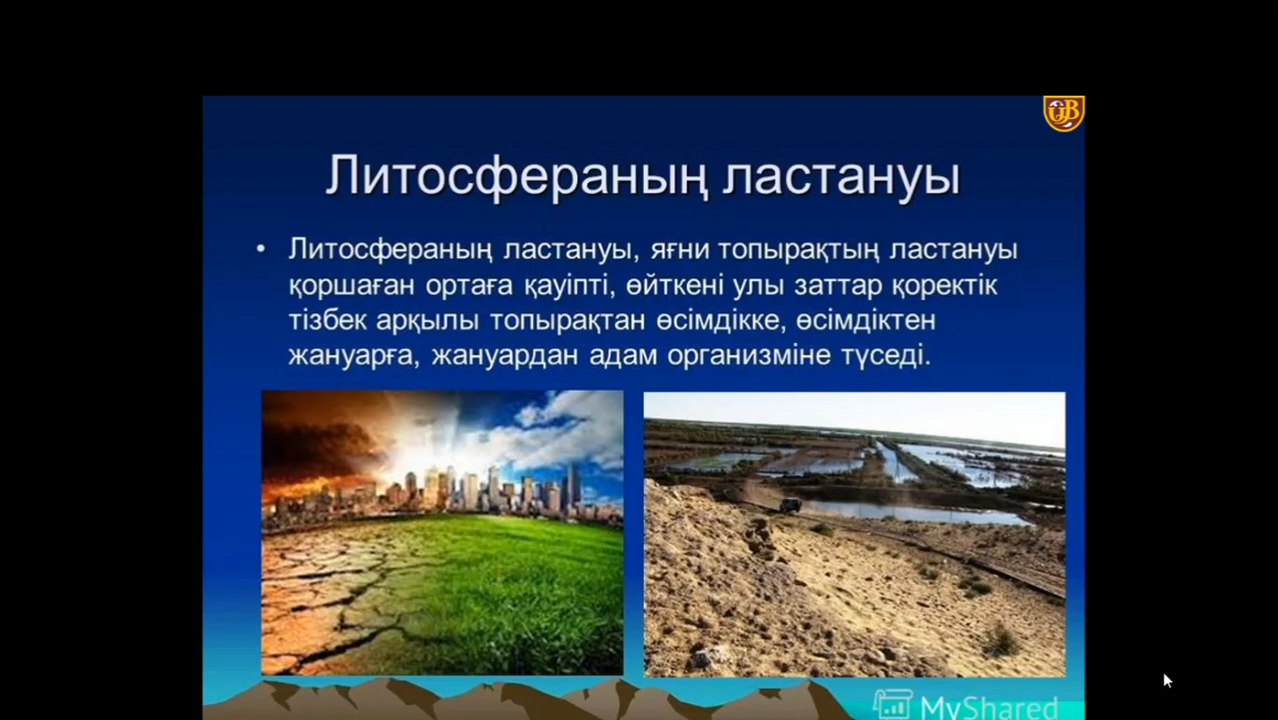 Литосфераның ластануы
• Литосфераның ластануы, яғни топырақтың ластануы
қоршаған ортаға қауіпті, өйткені улы заттар қоректік
тізбек арқылы топырақтан өсімдікке, өсімдіктен
жануарға, жануардан адам организміне түседі.
MyShared